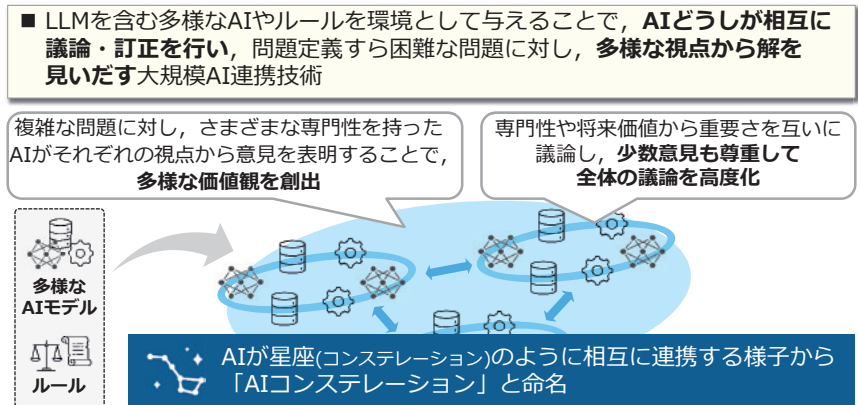 ■ LLMを含む多様なAIやルールを環境として与えることで，AIどうしが相互に
議論・訂正を行い，問題定義すら困難な問題に対し，多様な視点から解を
見いだす大規模AI連携技術
複雑な問題に対し，さまざまな専門性を持った
AIがそれぞれの視点から意見を表明することで，
多様な価値観を創出
専門性や将来価値から重要さを互いに
議論し，少数意見も尊重して
全体の議論を高度化
多様な
AIモデル
ルール
AIが星座(コンステレーション)のように相互に連携する様子から
「AIコンステレーション」と命名